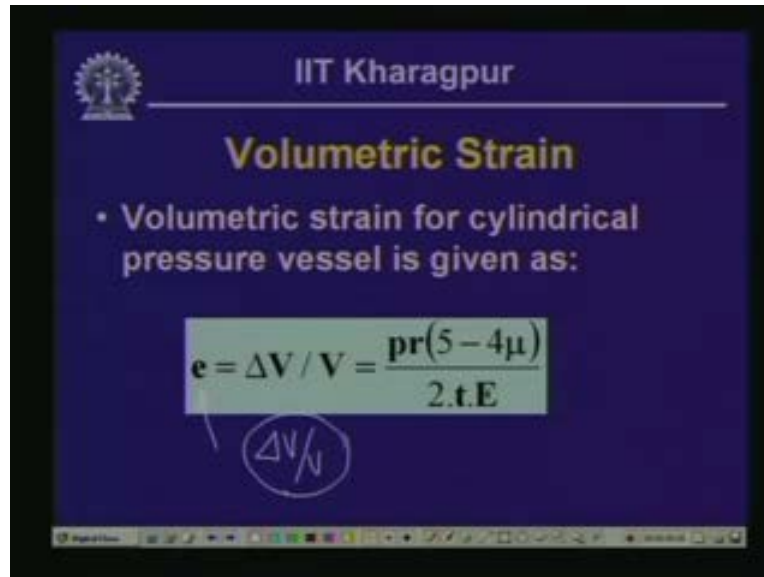 IIT Kharagpur
Volumetric Strain
• Volumetric strain for cylindrical
pressure vessel is given as:
e = ΔV / V = pr(5 − 4μ) / 2.t.E
ΔV/V